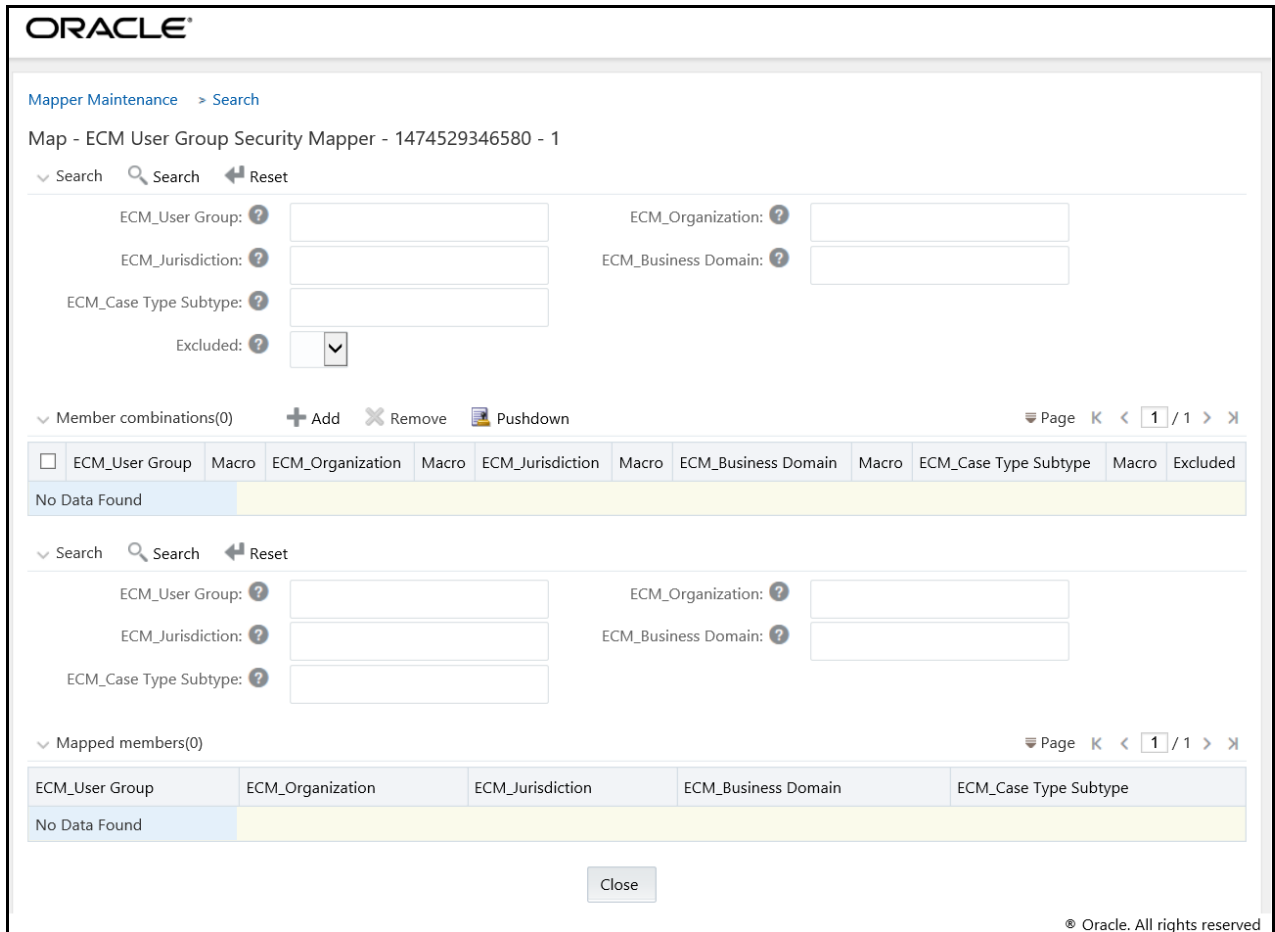 ORACLE®
Mapper Maintenance > Search
Map - ECM User Group Security Mapper - 1474529346580 - 1
Search Search Reset
ECM_User Group: ? ECM_Organization: ?
ECM_Jurisdiction: ? ECM_Business Domain: ?
ECM_Case Type Subtype: ?
Excluded: ?
Member combinations(0) Add Remove Pushdown Page 1 / 1
ECM_User Group Macro ECM_Organization Macro ECM_Jurisdiction Macro ECM_Business Domain Macro ECM_Case Type Subtype Macro Excluded
No Data Found
Search Search Reset
ECM_User Group: ? ECM_Organization: ?
ECM_Jurisdiction: ? ECM_Business Domain: ?
ECM_Case Type Subtype: ?
Mapped members(0) Page 1 / 1
ECM_User Group ECM_Organization ECM_Jurisdiction ECM_Business Domain ECM_Case Type Subtype
No Data Found
Close
® Oracle. All rights reserved